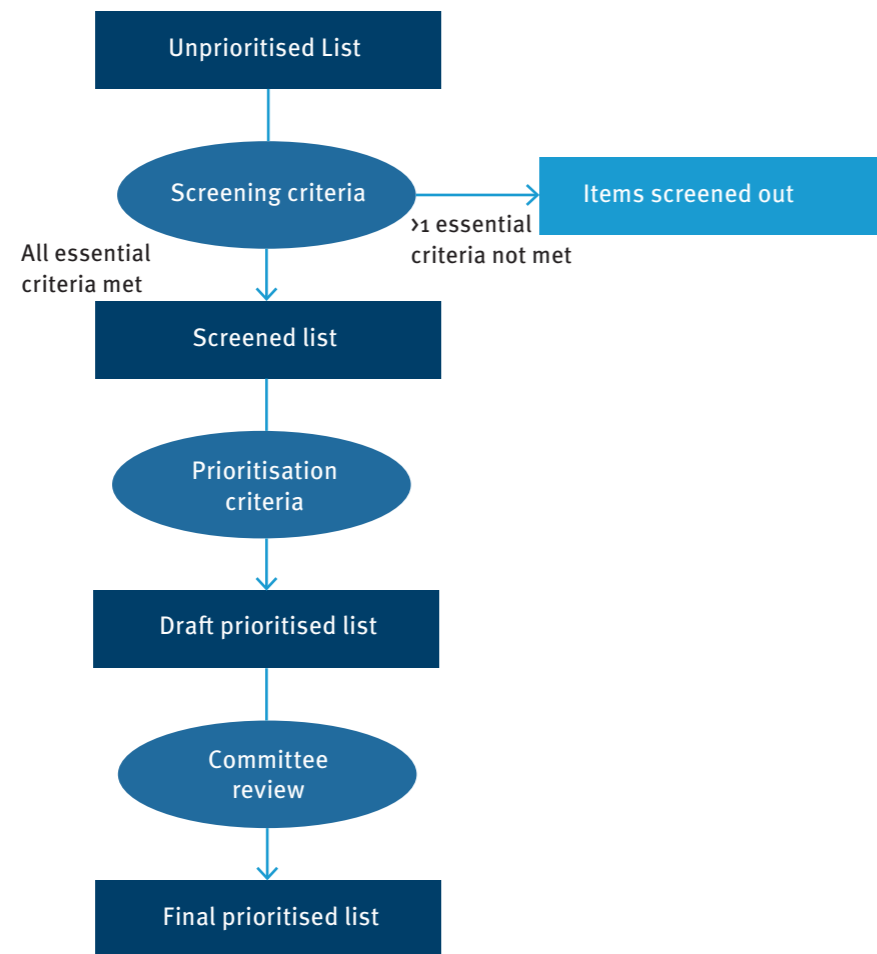 Unprioritised List
Screening criteria
Items screened out
>1 essential
criteria not met
All essential
criteria met
Screened list
Prioritisation
criteria
Draft prioritised list
Committee
review
Final prioritised list